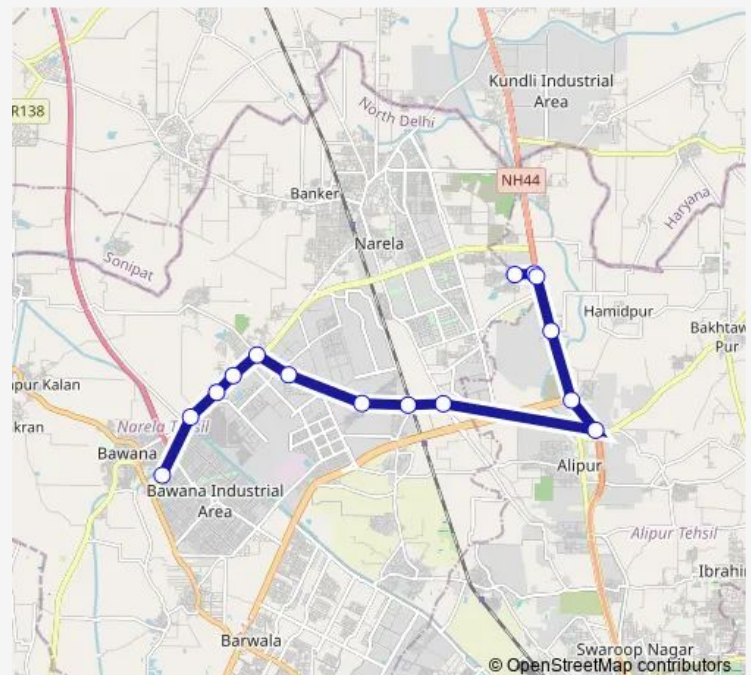 Kundli Industrial
Area
R138
North Delhi
NH44
Banker
Haryana
Narela
Sonipat
Hamidpur
Bakhtaw
Pur
pur Kalan
kran
Narela Tehsil
Bawana
Bawana Industrial
Area
Alipur
Alipur Tehsil
Ibrahi
Barwala
Swaroop Nagar
© OpenStreetMap contributors